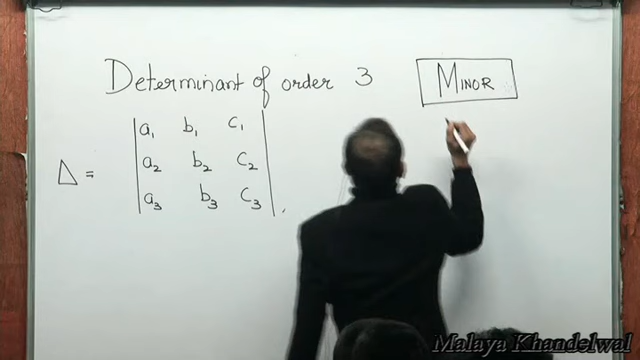 Determinant of order 3
MINOR
a₁ b₁ c₁
Δ = a₂ b₂ c₂
a₃ b₃ c₃
Malaya Khandelwal